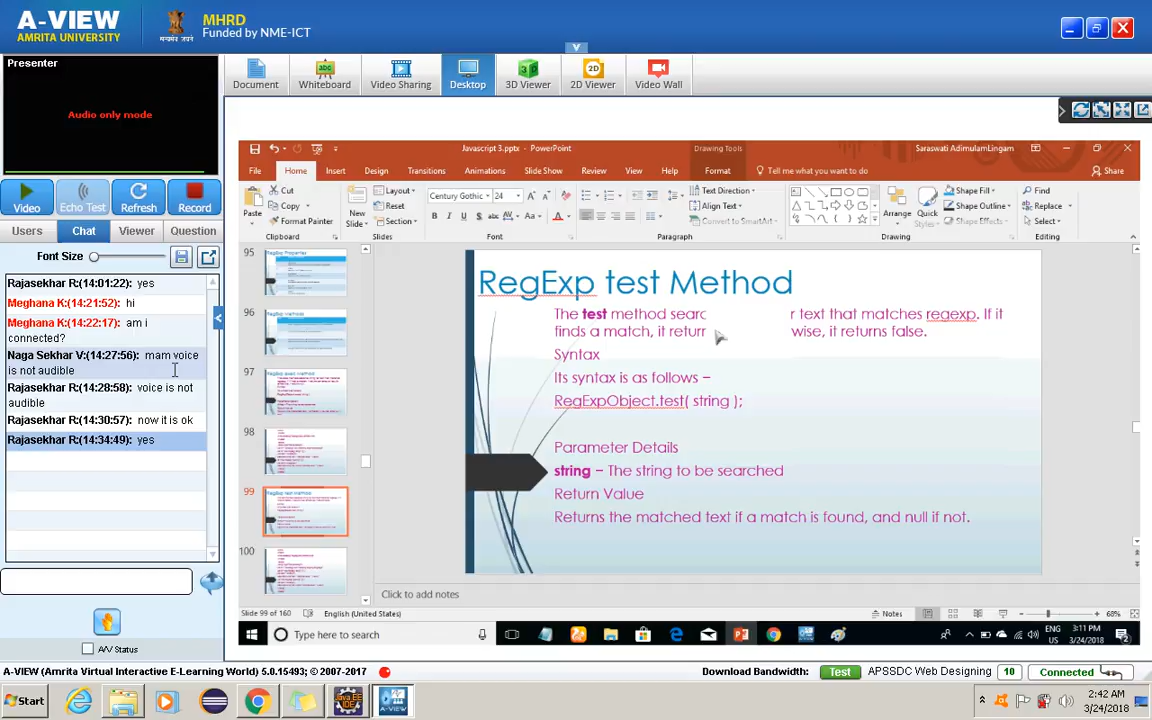 A-VIEW
AMRITA UNIVERSITY
MHRD
Funded by NME-ICT
Presenter
Audio only mode
Document
Whiteboard
Video Sharing
Desktop
3D Viewer
2D Viewer
Video Wall
Video
Echo Test
Refresh
Record
Users
Chat
Viewer
Question
Font Size
Rajasekhar R:(14:01:22): yes
Meghana K:(14:21:52): hi
Meghana K:(14:22:17): am i
connected?
Naga Sekhar V:(14:27:56): mam voice
is not audible
Rajasekhar R:(14:28:58): voice is not
audible
Rajasekhar R:(14:30:57): now it is ok
Rajasekhar R:(14:34:49): yes
A/V Status
Javascript 3.pptx - PowerPoint
Drawing Tools
Saraswati AdimulamLingam
File
Home
Insert
Design
Transitions
Animations
Slide Show
Review
View
Help
Format
Tell me what you want to do
Share
Paste
Cut
Copy
Format Painter
Clipboard
New
Slide
Layout
Reset
Section
Slides
Century Gothic
24
Font
Text Direction
Align Text
Convert to SmartArt
Paragraph
Arrange
Quick
Styles
Shape Fill
Shape Outline
Shape Effects
Drawing
Find
Replace
Select
Editing
95
96
97
98
99
100
RegExp test Method
The test method searc r text that matches regexp. If it
finds a match, it returr wise, it returns false.
Syntax
Its syntax is as follows −
RegExpObject.test( string );
Parameter Details
string − The string to be searched
Return Value
Returns the matched text if a match is found, and null if not.
Click to add notes
Slide 99 of 160
English (United States)
Notes
68%
Type here to search
ENG
US
3:11 PM
3/24/2018
A-VIEW (Amrita Virtual Interactive E-Learning World) 5.0.15493; © 2007-2017
Download Bandwidth:
Test
APSSDC Web Designing
10
Connected
Start
2:42 AM
3/24/2018